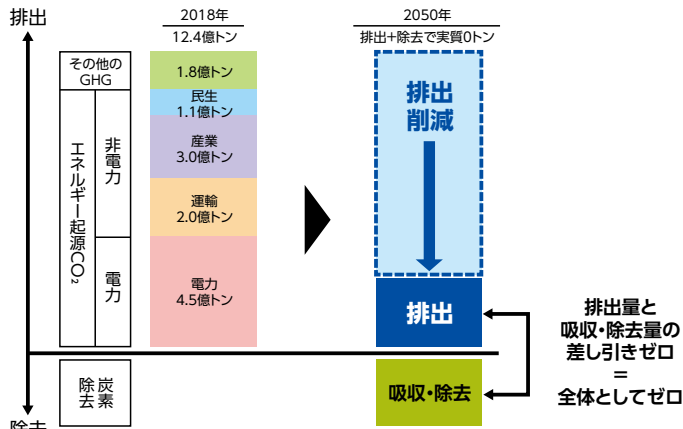 排出
2018年
12.4億トン
2050年
排出+除去で実質0トン
その他の
GHG
1.8億トン
エネルギー起源CO₂
非電力
民生
1.1億トン
産業
3.0億トン
運輸
2.0億トン
電力
電力
4.5億トン
排出
削減
排出
排出量と
吸収・除去量の
差し引きゼロ
=
全体としてゼロ
炭素
除去
吸収・除去
除去